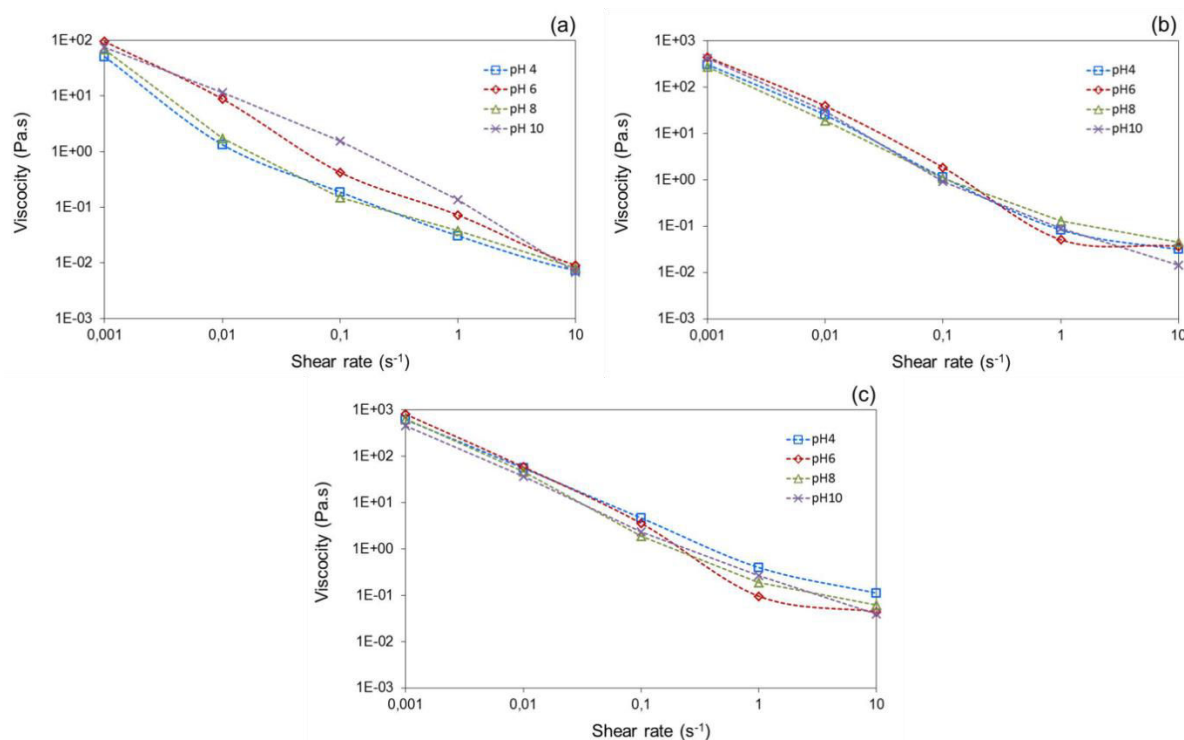 (a)
1E+02
1E+01
1E+00
1E-01
1E-02
1E-03
Viscocity (Pa.s)
pH 4
pH 6
pH 8
pH 10
0,001
0,01
0,1
1
10
Shear rate (s⁻¹)
(b)
1E+03
1E+02
1E+01
1E+00
1E-01
1E-02
1E-03
Viscocity (Pa.s)
pH4
pH6
pH8
pH10
0,001
0,01
0,1
1
10
Shear rate (s⁻¹)
(c)
1E+03
1E+02
1E+01
1E+00
1E-01
1E-02
1E-03
Viscocity (Pa.s)
pH4
pH6
pH8
pH10
0,001
0,01
0,1
1
10
Shear rate (s⁻¹)